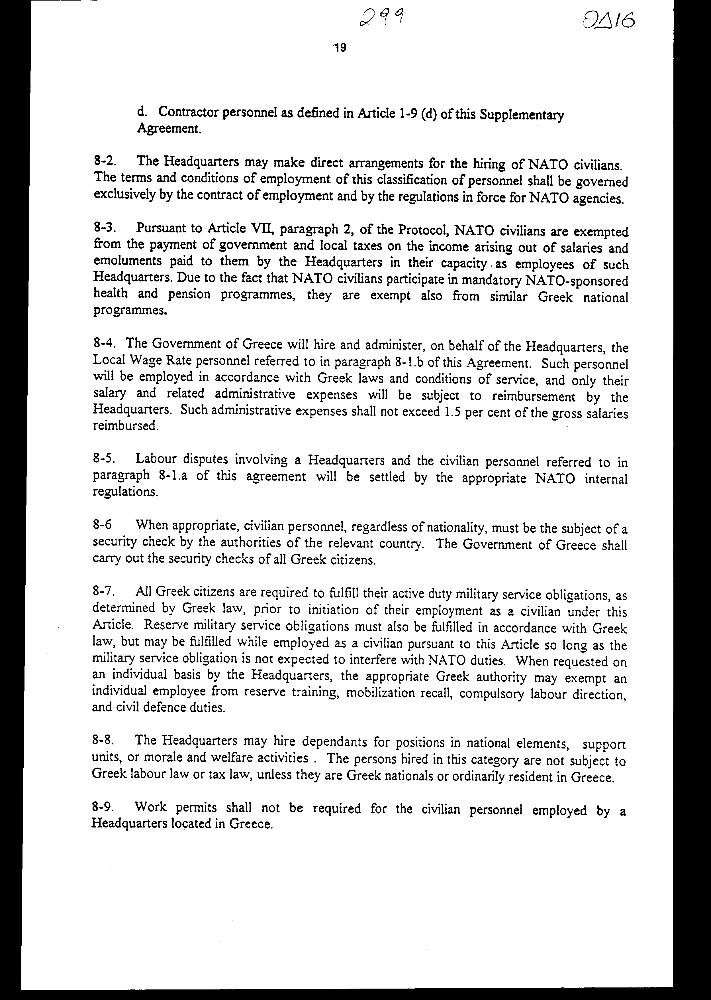 299
ΘΔ16
19
d. Contractor personnel as defined in Article 1-9 (d) of this Supplementary
Agreement.
8-2. The Headquarters may make direct arrangements for the hiring of NATO civilians.
The terms and conditions of employment of this classification of personnel shall be governed
exclusively by the contract of employment and by the regulations in force for NATO agencies.
8-3. Pursuant to Article VII, paragraph 2, of the Protocol, NATO civilians are exempted
from the payment of government and local taxes on the income arising out of salaries and
emoluments paid to them by the Headquarters in their capacity as employees of such
Headquarters. Due to the fact that NATO civilians participate in mandatory NATO-sponsored
health and pension programmes, they are exempt also from similar Greek national
programmes.
8-4. The Government of Greece will hire and administer, on behalf of the Headquarters, the
Local Wage Rate personnel referred to in paragraph 8-1.b of this Agreement. Such personnel
will be employed in accordance with Greek laws and conditions of service, and only their
salary and related administrative expenses will be subject to reimbursement by the
Headquarters. Such administrative expenses shall not exceed 1.5 per cent of the gross salaries
reimbursed.
8-5. Labour disputes involving a Headquarters and the civilian personnel referred to in
paragraph 8-1.a of this agreement will be settled by the appropriate NATO internal
regulations.
8-6 When appropriate, civilian personnel, regardless of nationality, must be the subject of a
security check by the authorities of the relevant country. The Government of Greece shall
carry out the security checks of all Greek citizens.
8-7. All Greek citizens are required to fulfill their active duty military service obligations, as
determined by Greek law, prior to initiation of their employment as a civilian under this
Article. Reserve military service obligations must also be fulfilled in accordance with Greek
law, but may be fulfilled while employed as a civilian pursuant to this Article so long as the
military service obligation is not expected to interfere with NATO duties. When requested on
an individual basis by the Headquarters, the appropriate Greek authority may exempt an
individual employee from reserve training, mobilization recall, compulsory labour direction,
and civil defence duties.
8-8. The Headquarters may hire dependants for positions in national elements, support
units, or morale and welfare activities . The persons hired in this category are not subject to
Greek labour law or tax law, unless they are Greek nationals or ordinarily resident in Greece.
8-9. Work permits shall not be required for the civilian personnel employed by a
Headquarters located in Greece.